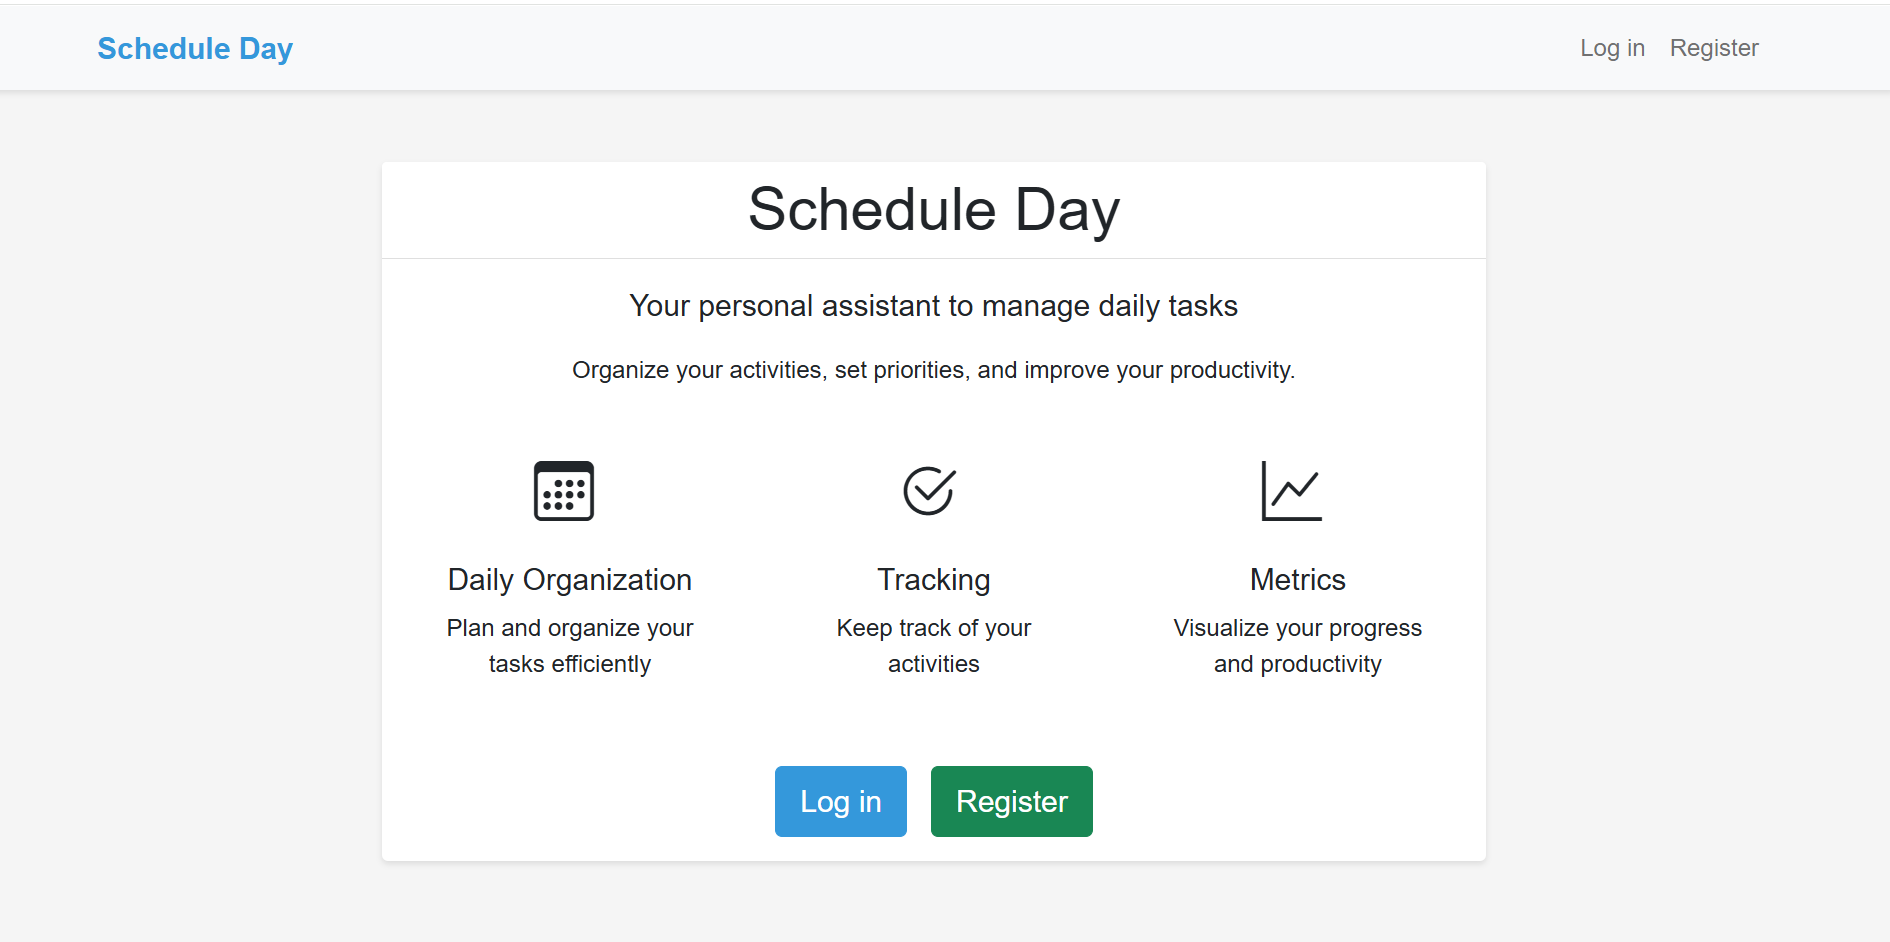 Schedule Day
Log in
Register
Schedule Day
Your personal assistant to manage daily tasks
Organize your activities, set priorities, and improve your productivity.
Daily Organization
Plan and organize your
tasks efficiently
Tracking
Keep track of your
activities
Metrics
Visualize your progress
and productivity
Log in
Register